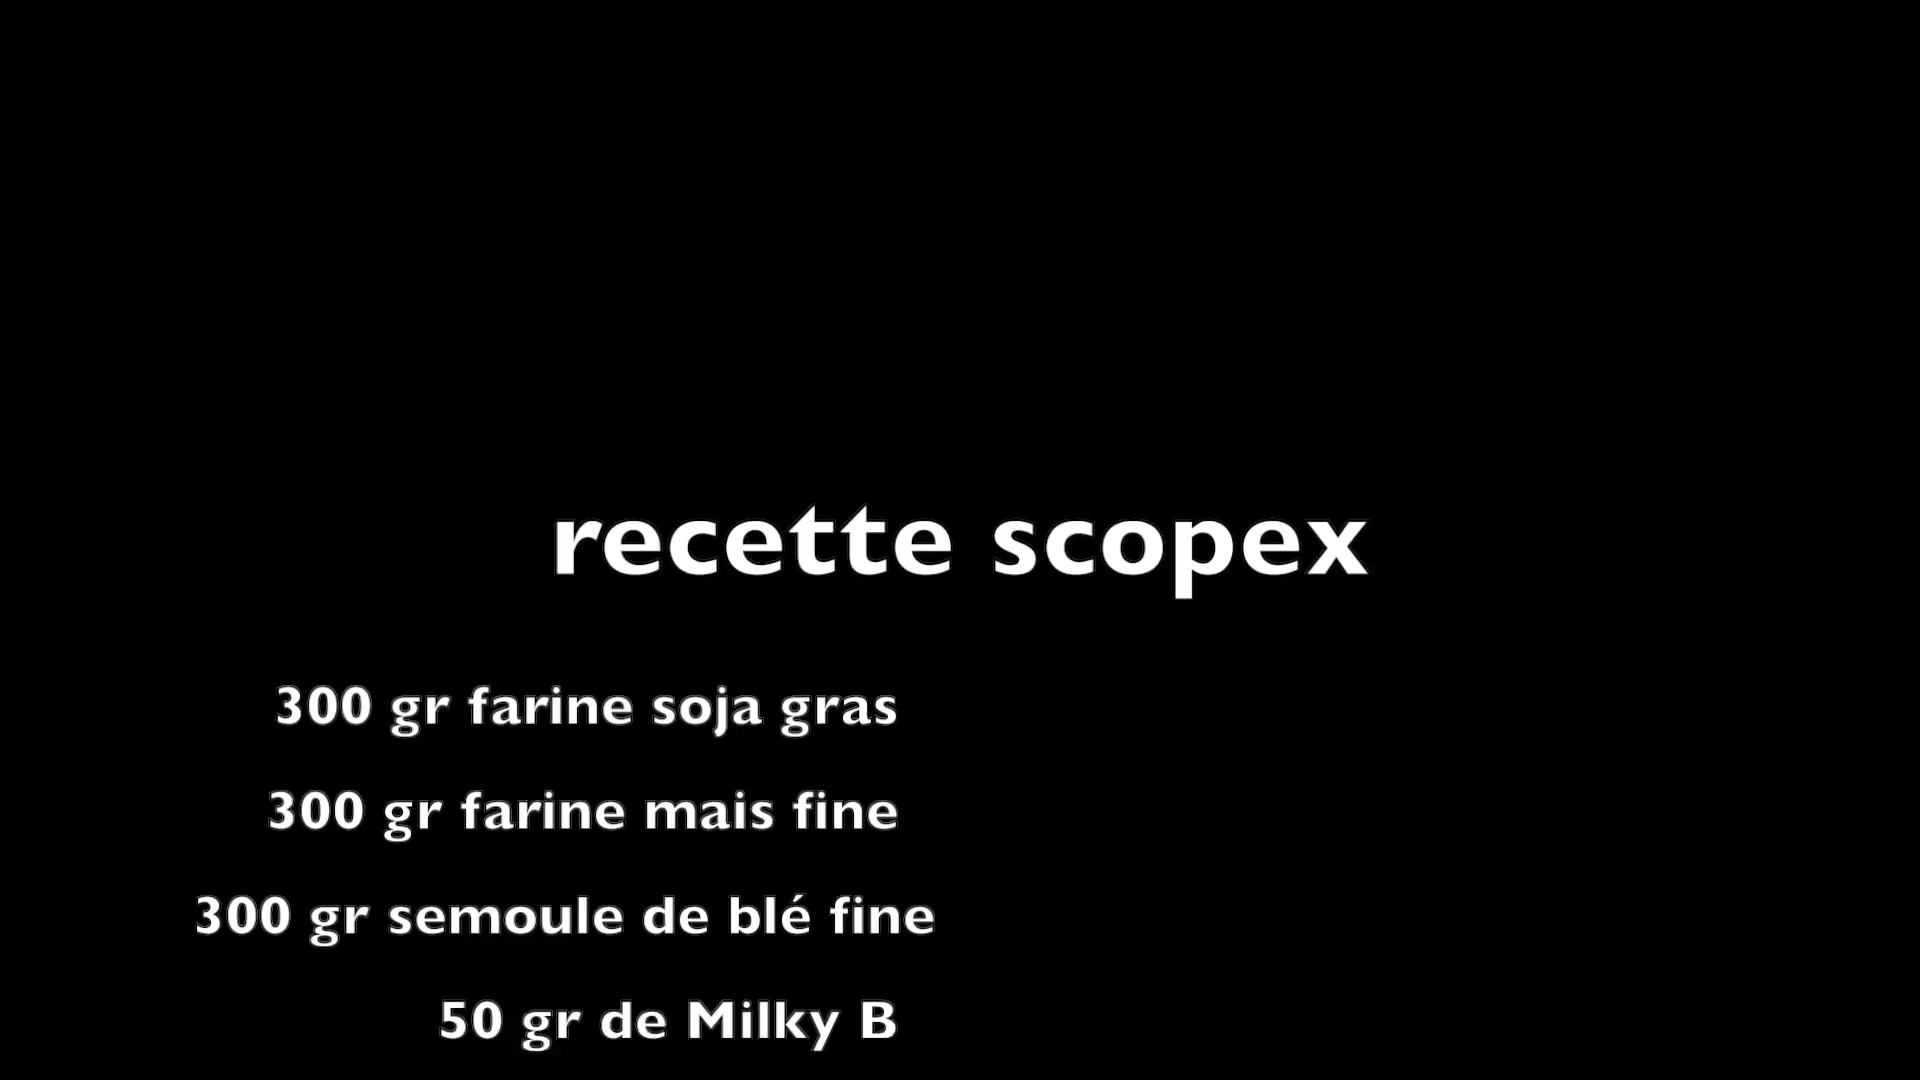 recette scopex
300 gr farine soja gras
300 gr farine mais fine
300 gr semoule de blé fine
50 gr de Milky B